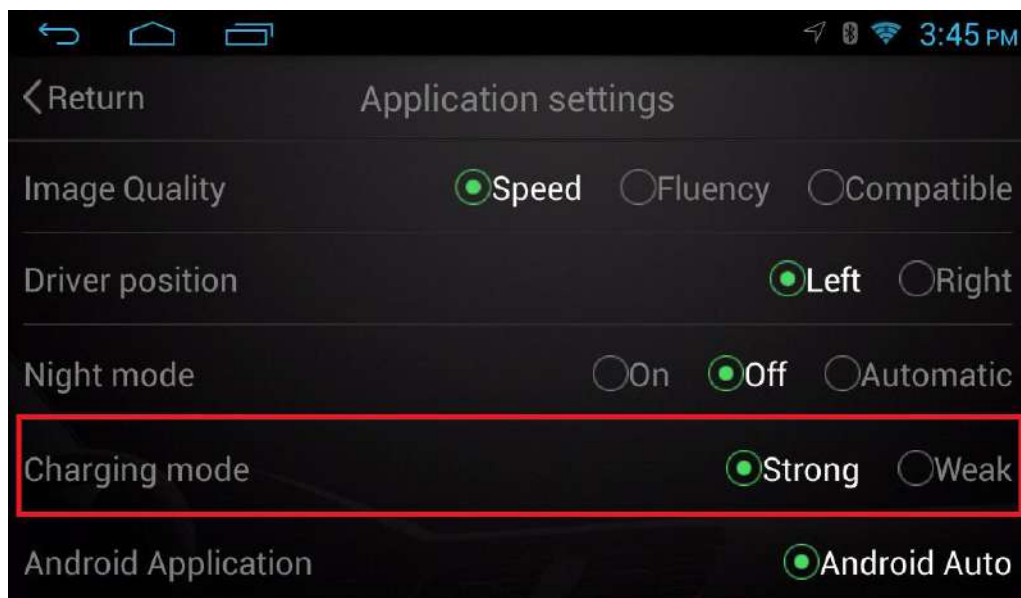 3:45 PM
Return Application settings
Image Quality Speed Fluency Compatible
Driver position Left Right
Night mode On Off Automatic
Charging mode Strong Weak
Android Application Android Auto